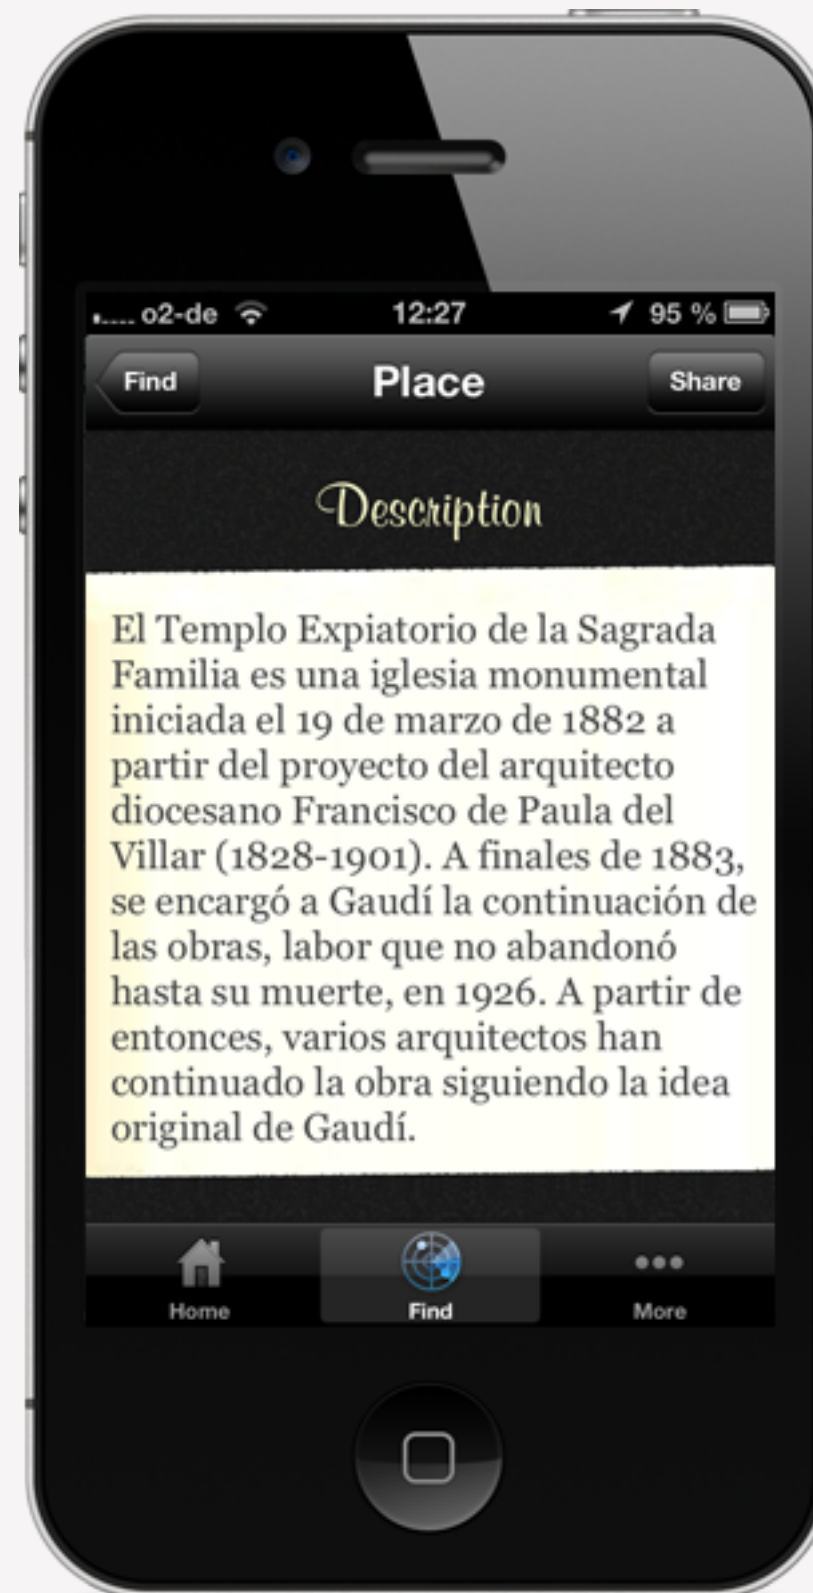 ..... o2-de 12:27 95 %
Find Place Share
Description
El Templo Expiatorio de la Sagrada
Familia es una iglesia monumental
iniciada el 19 de marzo de 1882 a
partir del proyecto del arquitecto
diocesano Francisco de Paula del
Villar (1828-1901). A finales de 1883,
se encargó a Gaudí la continuación de
las obras, labor que no abandonó
hasta su muerte, en 1926. A partir de
entonces, varios arquitectos han
continuado la obra siguiendo la idea
original de Gaudí.
Home Find More